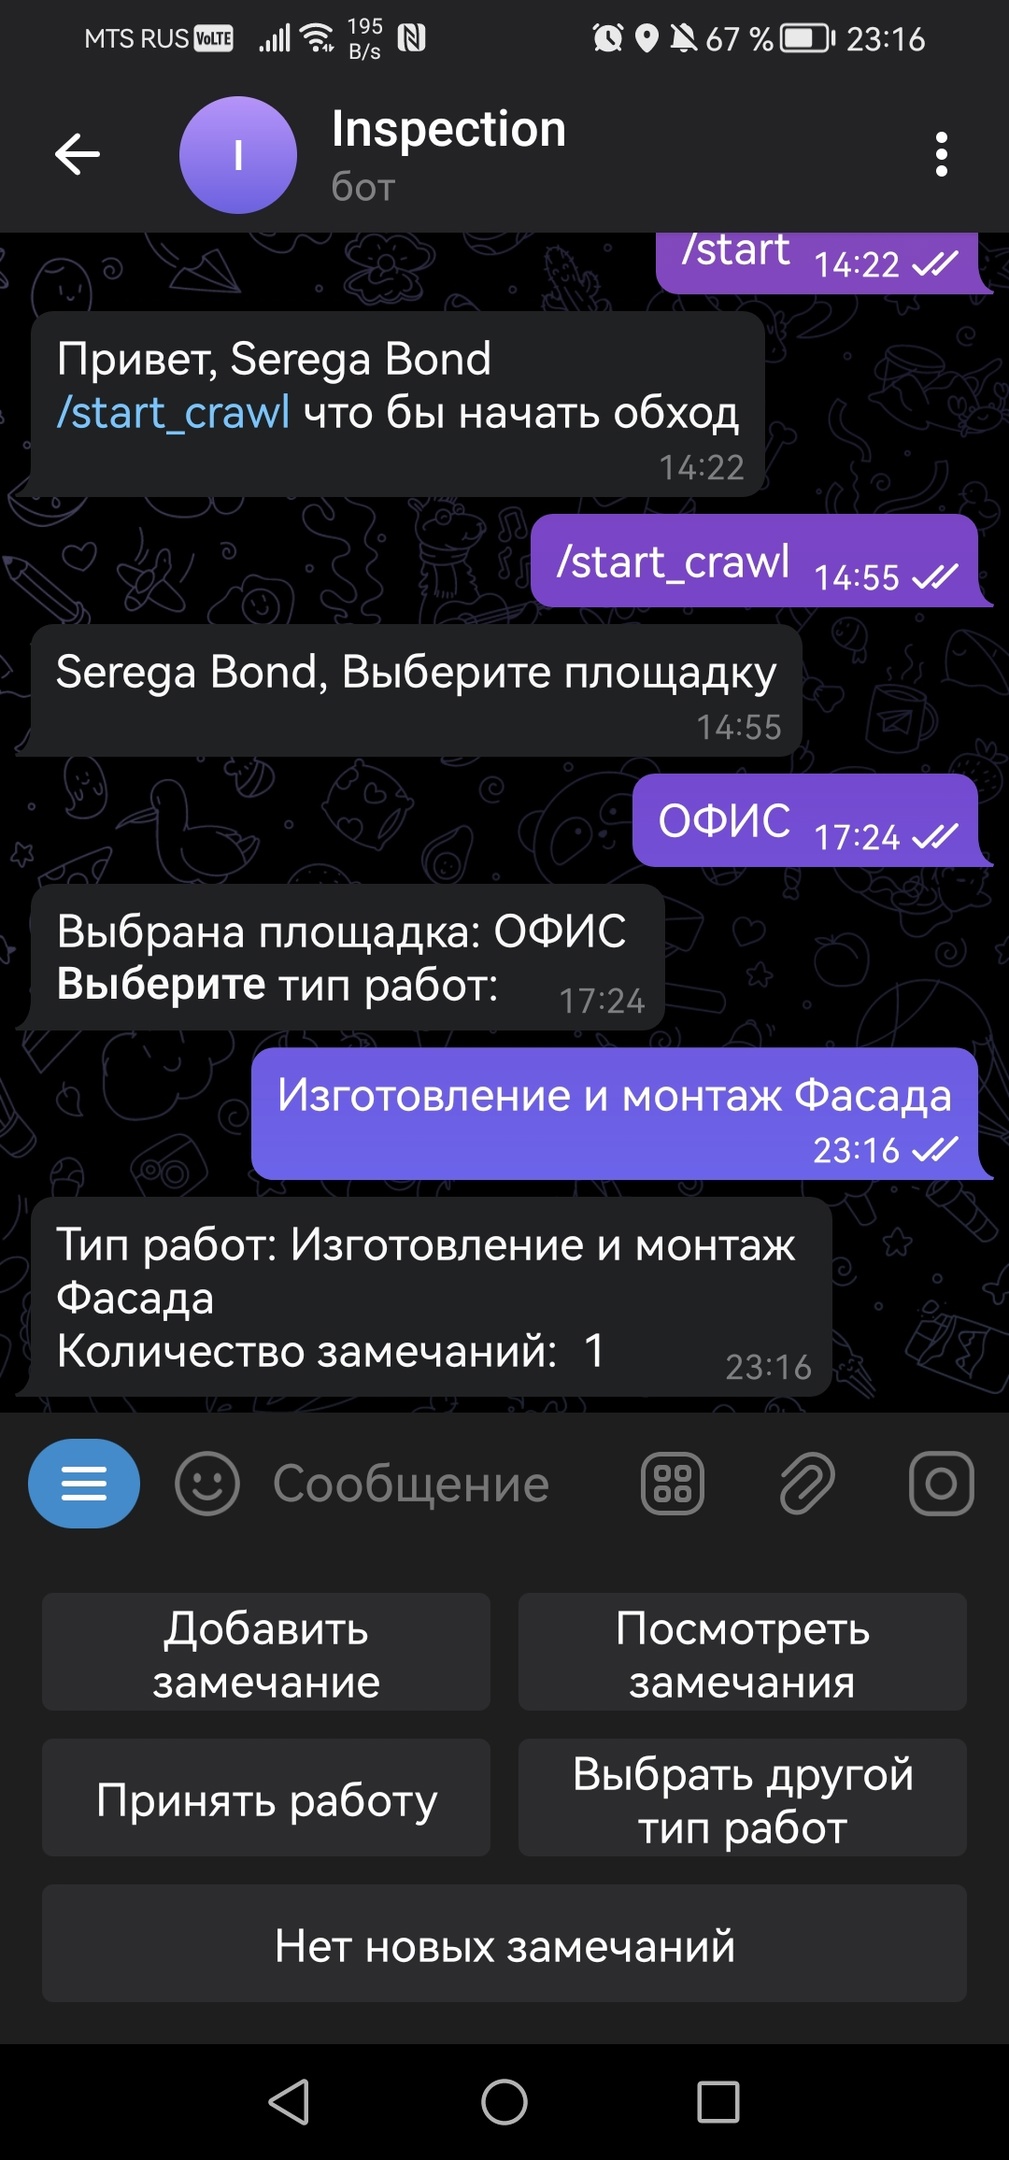 MTS RUS VoLTE 195 B/s 67 % 23:16
I
Inspection
бот
/start 14:22
Привет, Serega Bond
/start_crawl что бы начать обход
14:22
/start_crawl 14:55
Serega Bond, Выберите площадку
14:55
ОФИС 17:24
Выбрана площадка: ОФИС
Выберите тип работ: 17:24
Изготовление и монтаж Фасада
23:16
Тип работ: Изготовление и монтаж
Фасада
Количество замечаний: 1 23:16
Сообщение
Добавить
замечание
Посмотреть
замечания
Принять работу
Выбрать другой
тип работ
Нет новых замечаний